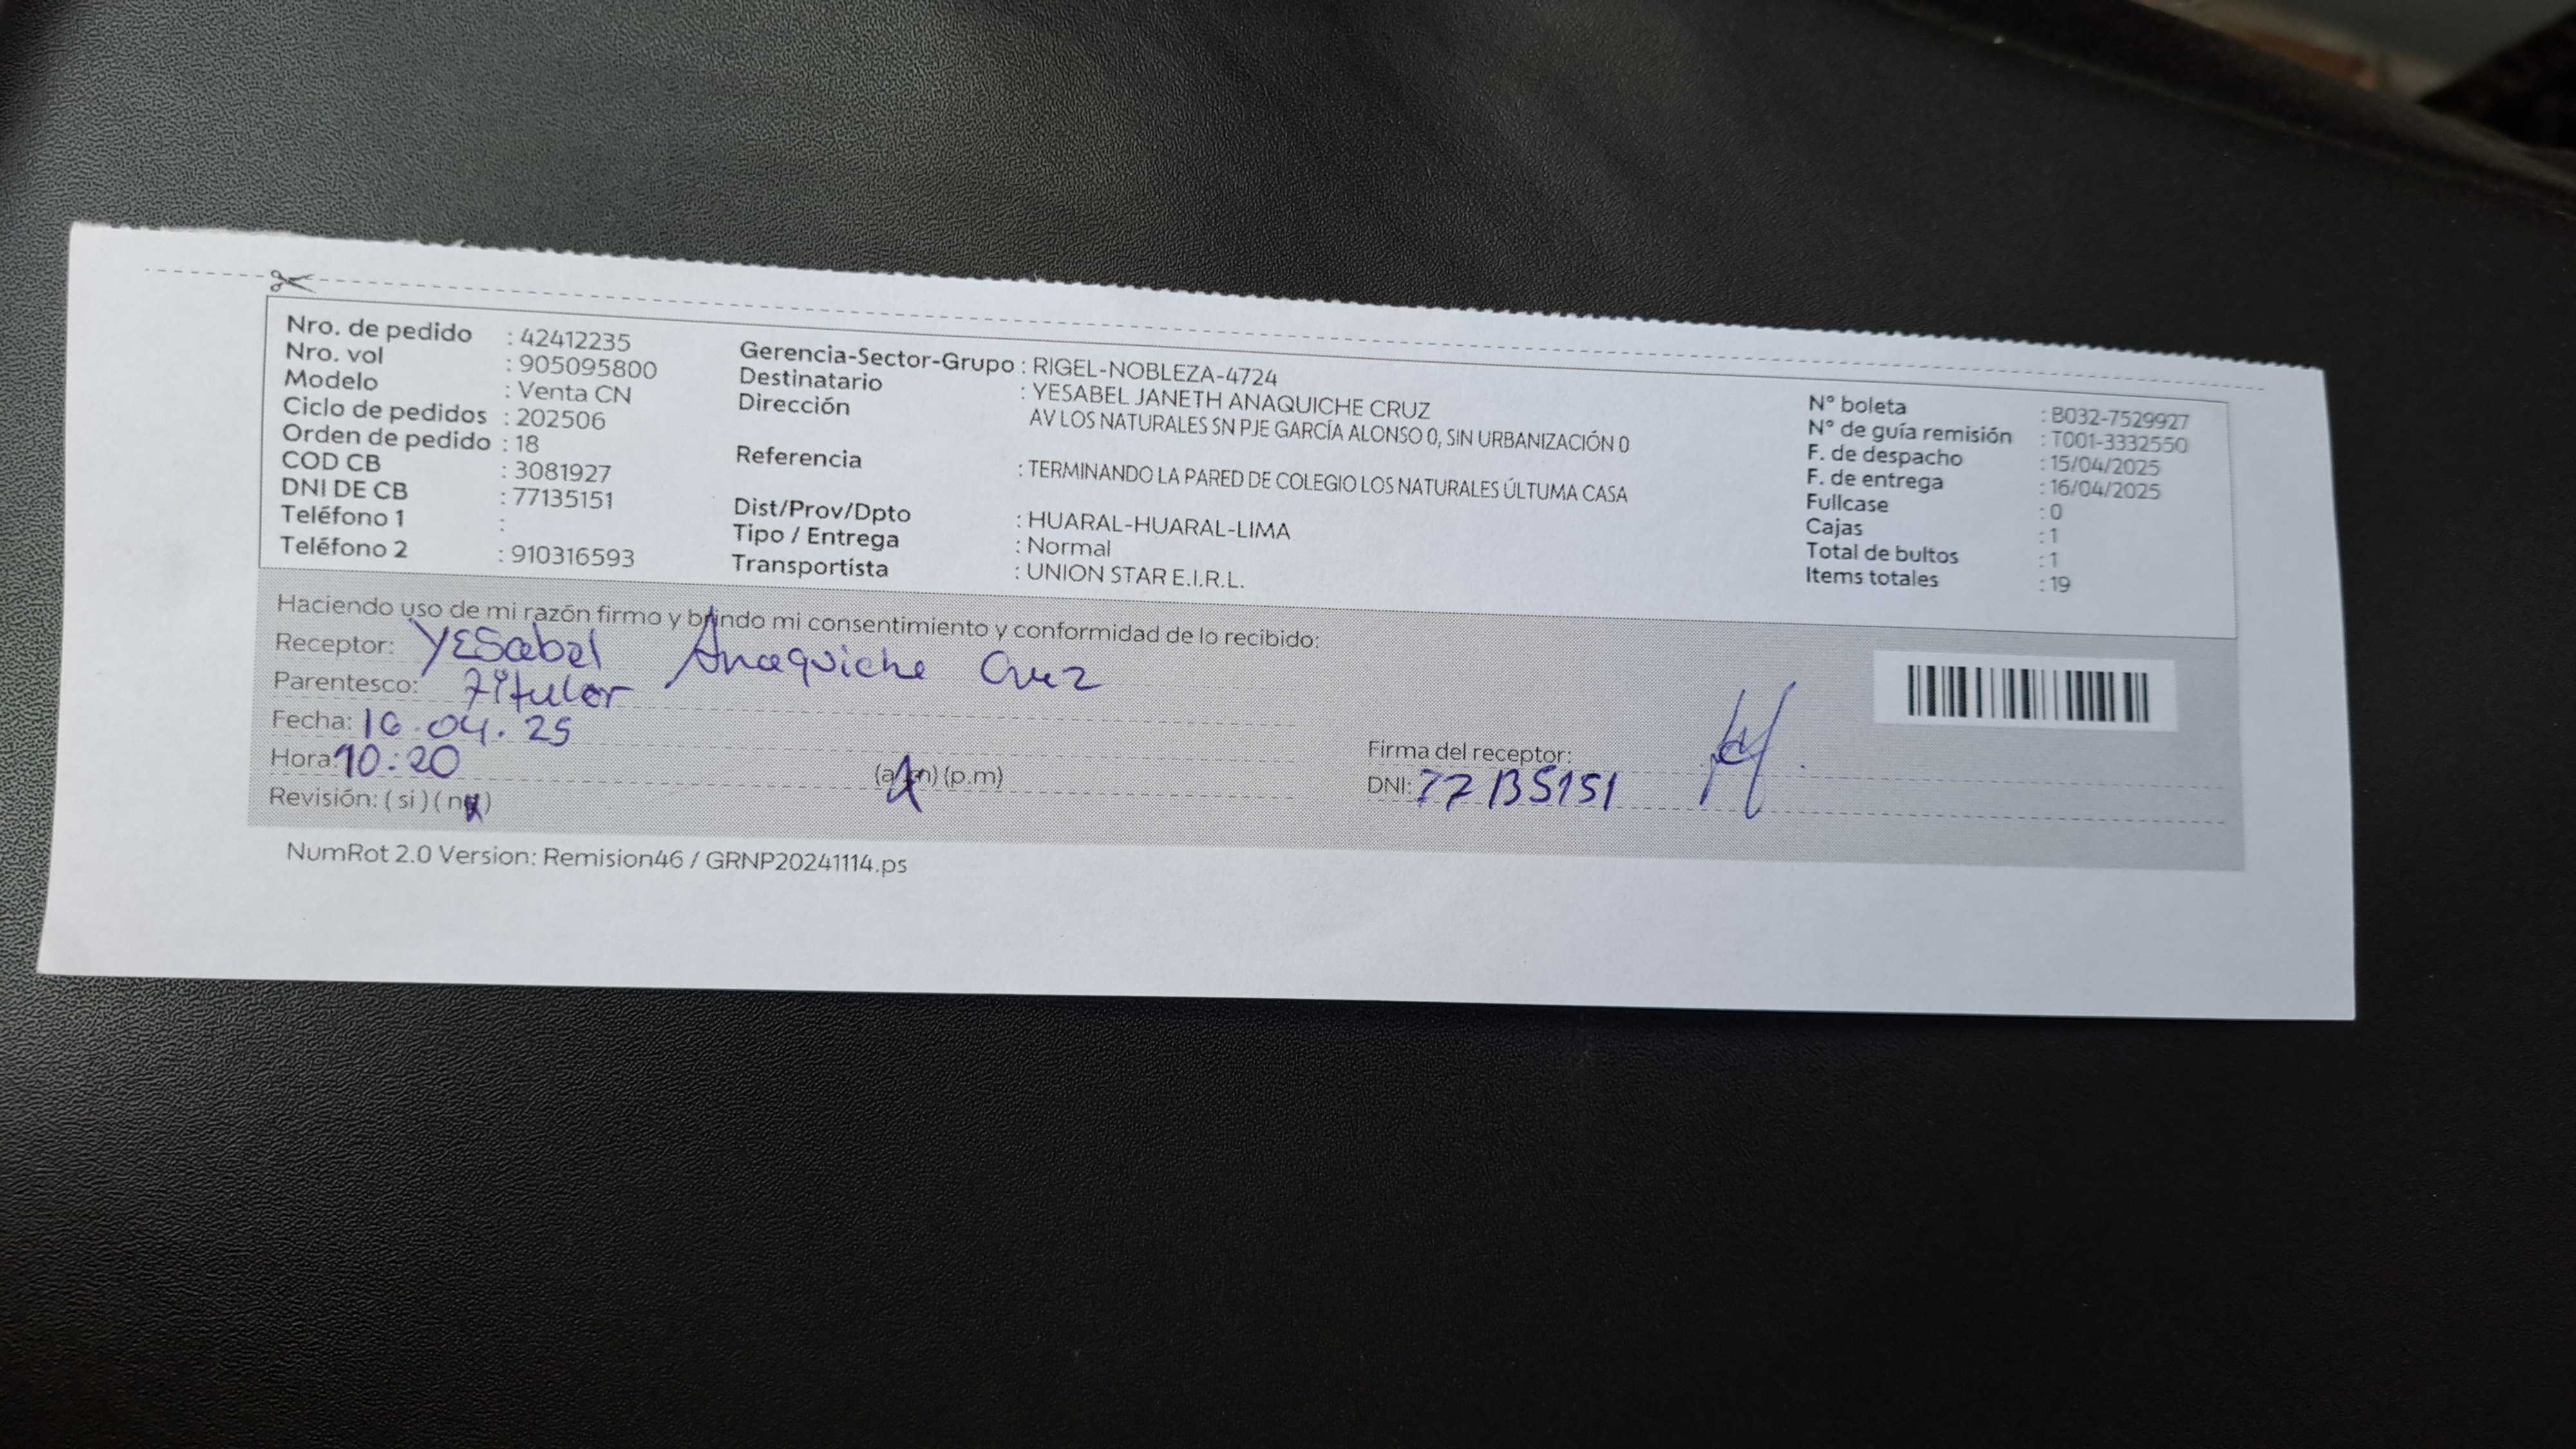 Nro. de pedido : 42412235
Nro. vol : 905095800
Modelo : Venta CN
Ciclo de pedidos : 202506
Orden de pedido : 18
COD CB : 3081927
DNI DE CB : 77135151
Teléfono 1 :
Teléfono 2 : 910316593
Gerencia-Sector-Grupo : RIGEL-NOBLEZA-4724
Destinatario : YESABEL JANETH ANAQUICHE CRUZ
Dirección AV LOS NATURALES SN PJE GARCÍA ALONSO 0, SIN URBANIZACIÓN 0
Referencia : TERMINANDO LA PARED DE COLEGIO LOS NATURALES ÚLTUMA CASA
Dist/Prov/Dpto : HUARAL-HUARAL-LIMA
Tipo / Entrega : Normal
Transportista : UNION STAR E.I.R.L.
N° boleta : B032-7529927
N° de guía remisión : T001-3332550
F. de despacho : 15/04/2025
F. de entrega : 16/04/2025
Fullcase : 0
Cajas : 1
Total de bultos : 1
Items totales : 19
Haciendo uso de mi razón firmo y brindo mi consentimiento y conformidad de lo recibido:
Receptor: YESabel Anaquiche Cruz
Parentesco: Titular
Fecha: 16.04.25
Hora: 10:20 (a.m) (p.m)
Revisión: ( si ) ( no )
Firma del receptor:
DNI: 77135151
NumRot 2.0 Version: Remision46 / GRNP20241114.ps